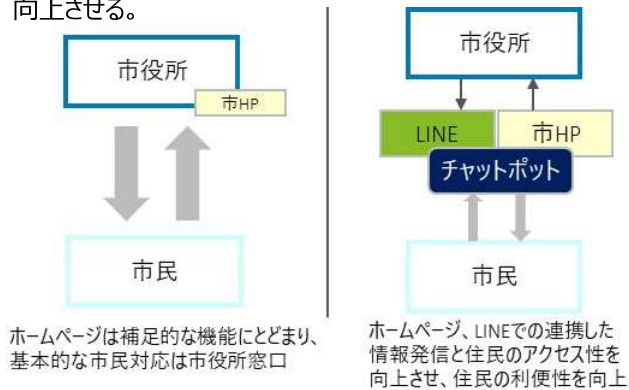 向上させる。
市役所
市HP
市民
ホームページは補足的な機能にとどまり、
基本的な市民対応は市役所窓口
市役所
LINE
市HP
チャットポット
市民
ホームページ、LINEでの連携した
情報発信と住民のアクセス性を
向上させ、住民の利便性を向上